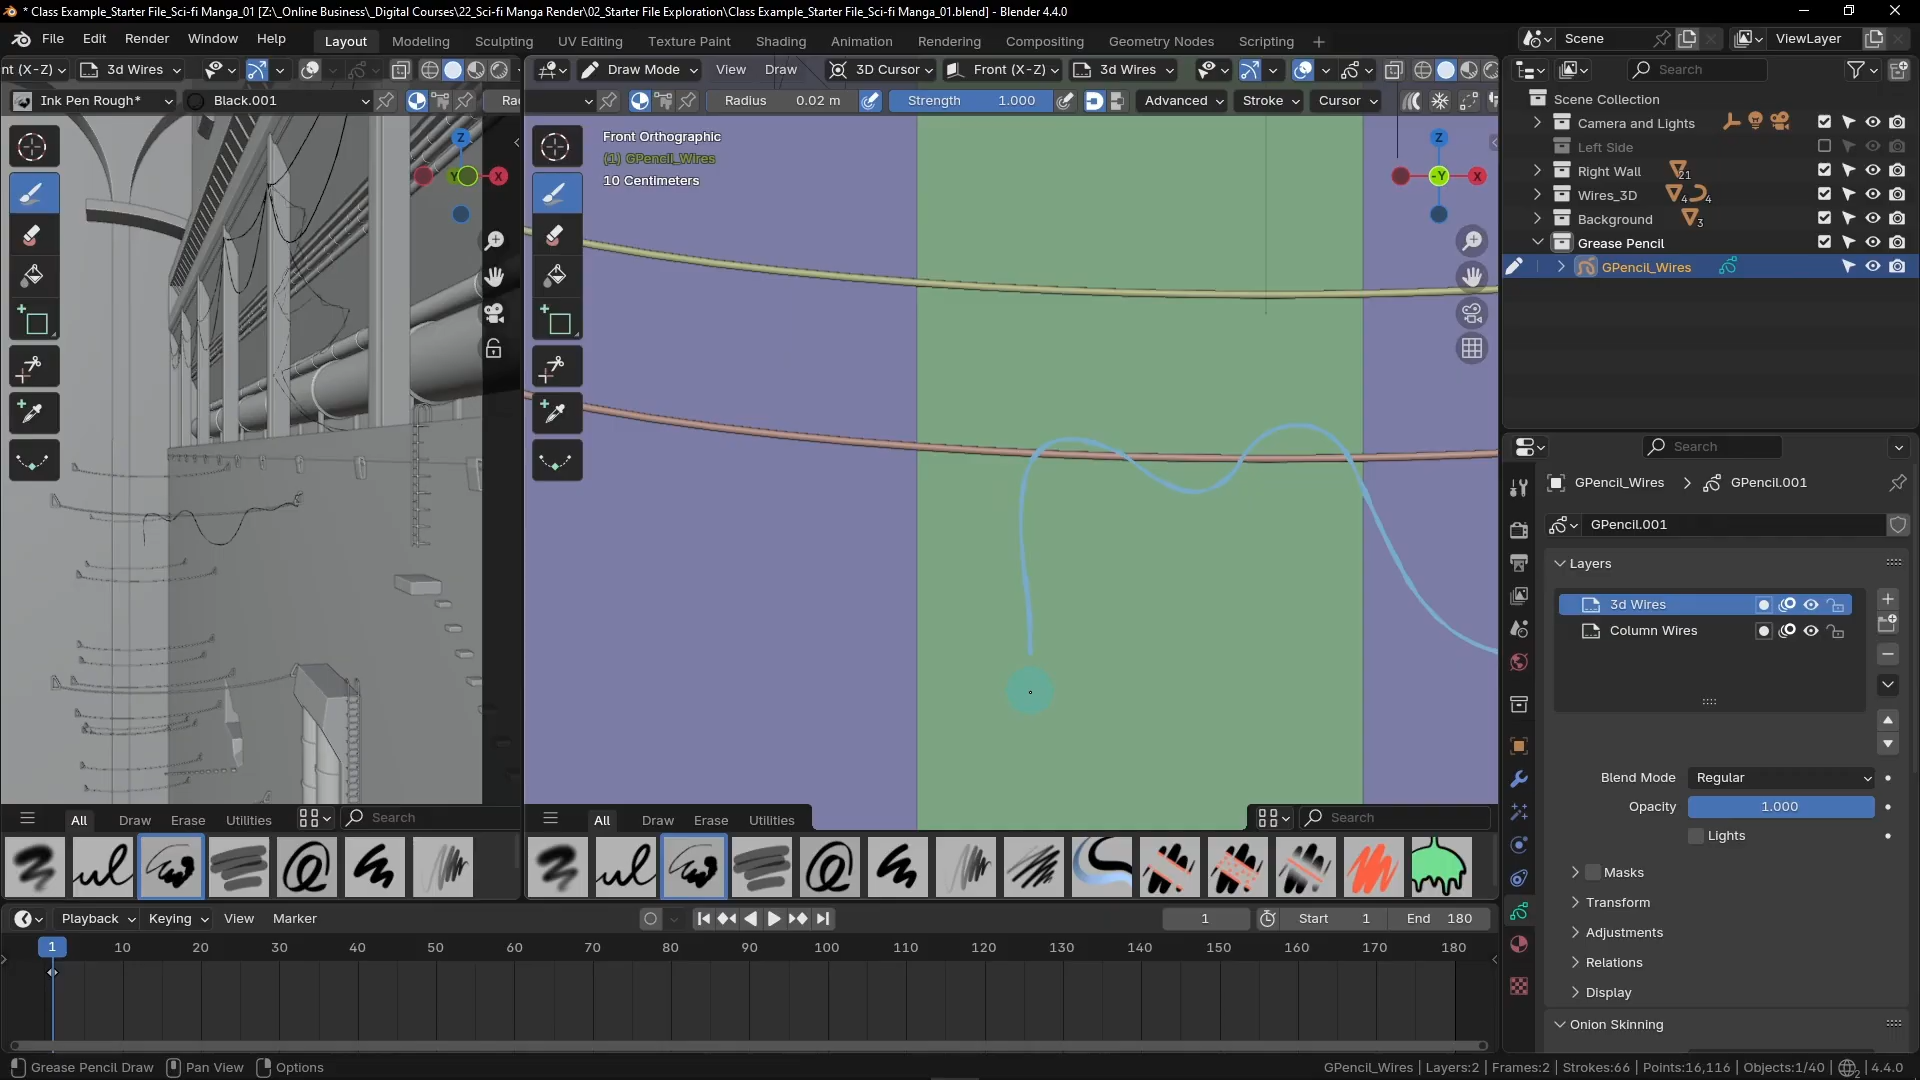 * Class Example_Starter File_Sci-fi Manga_01 [Z:\_Online Business\_Digital Courses\22_Sci-fi Manga Render\02_Starter File Exploration\Class Example_Starter File_Sci-fi Manga_01.blend] - Blender 4.4.0
File Edit Render Window Help Layout Modeling Sculpting UV Editing Texture Paint Shading Animation Rendering Compositing Geometry Nodes Scripting + Scene ViewLayer
nt (X-Z) 3d Wires Draw Mode View Draw 3D Cursor Front (X-Z) 3d Wires Search
Ink Pen Rough* Black.001 Radius 0.02 m Strength 1.000 Advanced Stroke Cursor
Scene Collection
Camera and Lights
Left Side
Right Wall 21
Wires_3D 4 4
Background 3
Grease Pencil
GPencil_Wires
Front Orthographic
(1) GPencil_Wires
10 Centimeters
Z Y X
Z -Y X
Search
GPencil_Wires > GPencil.001
GPencil.001
Layers
3d Wires
Column Wires
Blend Mode Regular
Opacity 1.000
Lights
Masks
Transform
Adjustments
Relations
Display
Onion Skinning
All Draw Erase Utilities Search
All Draw Erase Utilities Search
Playback Keying View Marker 1 Start 1 End 180
1 10 20 30 40 50 60 70 80 90 100 110 120 130 140 150 160 170 180
Grease Pencil Draw Pan View Options GPencil_Wires | Layers:2 | Frames:2 | Strokes:66 | Points:16,116 | Objects:1/40 | 2 | 4.4.0